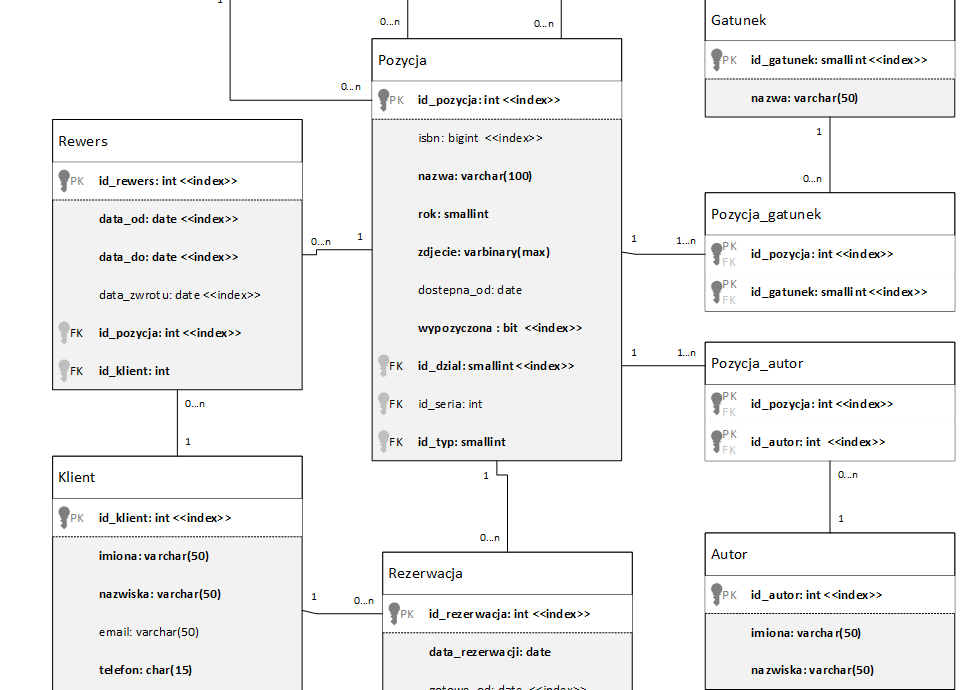 1
0...n
0...n
0...n
Pozycja
PK id_pozycja: int <<index>>
isbn: bigint <<index>>
nazwa: varchar(100)
rok: smallint
zdjecie: varbinary(max)
dostepna_od: date
wypozyczona : bit <<index>>
FK id_dzial: smallint <<index>>
FK id_seria: int
FK id_typ: smallint
Gatunek
PK id_gatunek: smallint <<index>>
nazwa: varchar(50)
1
0...n
Pozycja_gatunek
PK
FK
id_pozycja: int <<index>>
PK
FK
id_gatunek: smallint <<index>>
1
1...n
Rewers
PK id_rewers: int <<index>>
data_od: date <<index>>
data_do: date <<index>>
data_zwrotu: date <<index>>
FK id_pozycja: int <<index>>
FK id_klient: int
0...n
1
1
1...n
Pozycja_autor
PK
FK
id_pozycja: int <<index>>
PK
FK
id_autor: int <<index>>
0...n
1
0...n
1
Klient
PK id_klient: int <<index>>
imiona: varchar(50)
nazwiska: varchar(50)
email: varchar(50)
telefon: char(15)
1
0...n
1
0...n
Rezerwacja
PK id_rezerwacja: int <<index>>
data_rezerwacji: date
gotowe_od: date <<index>>
Autor
PK id_autor: int <<index>>
imiona: varchar(50)
nazwiska: varchar(50)